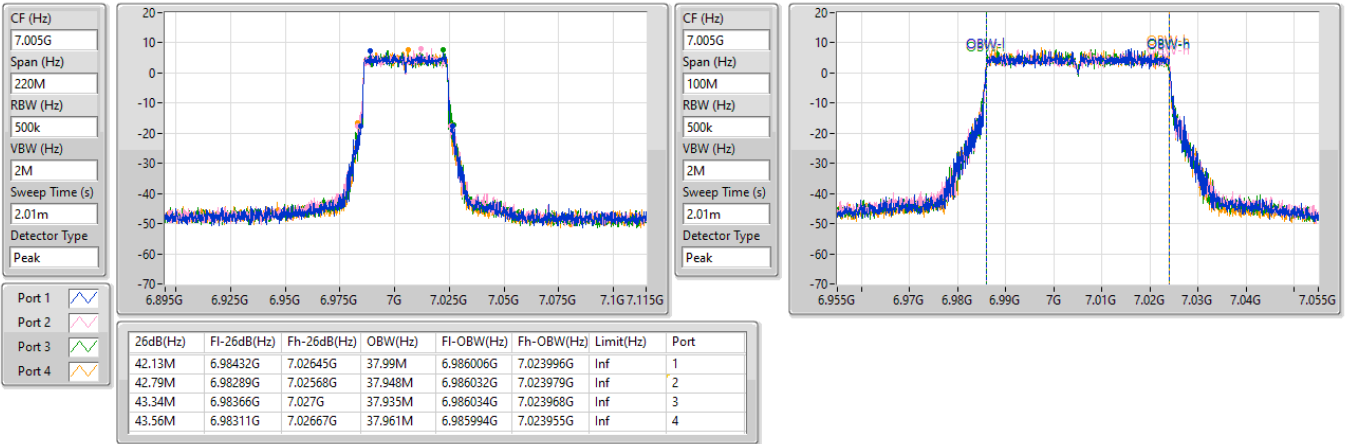 CF (Hz)
7.005G
Span (Hz)
220M
RBW (Hz)
500k
VBW (Hz)
2M
Sweep Time (s)
2.01m
Detector Type
Peak
20
10
0
-10
-20
-30
-40
-50
-60
-70
6.895G 6.925G 6.95G 6.975G 7G 7.025G 7.05G 7.075G 7.1G 7.115G
CF (Hz)
7.005G
Span (Hz)
100M
RBW (Hz)
500k
VBW (Hz)
2M
Sweep Time (s)
2.01m
Detector Type
Peak
20
10
0
-10
-20
-30
-40
-50
-60
-70
OBW-l OBW-h
6.955G 6.97G 6.98G 6.99G 7G 7.01G 7.02G 7.03G 7.04G 7.055G
Port 1
Port 2
Port 3
Port 4
26dB(Hz) Fl-26dB(Hz) Fh-26dB(Hz) OBW(Hz) Fl-OBW(Hz) Fh-OBW(Hz) Limit(Hz) Port
42.13M 6.98432G 7.02645G 37.99M 6.986006G 7.023996G Inf 1
42.79M 6.98289G 7.02568G 37.948M 6.986032G 7.023979G Inf 2
43.34M 6.98366G 7.027G 37.935M 6.986034G 7.023968G Inf 3
43.56M 6.98311G 7.02667G 37.961M 6.985994G 7.023955G Inf 4